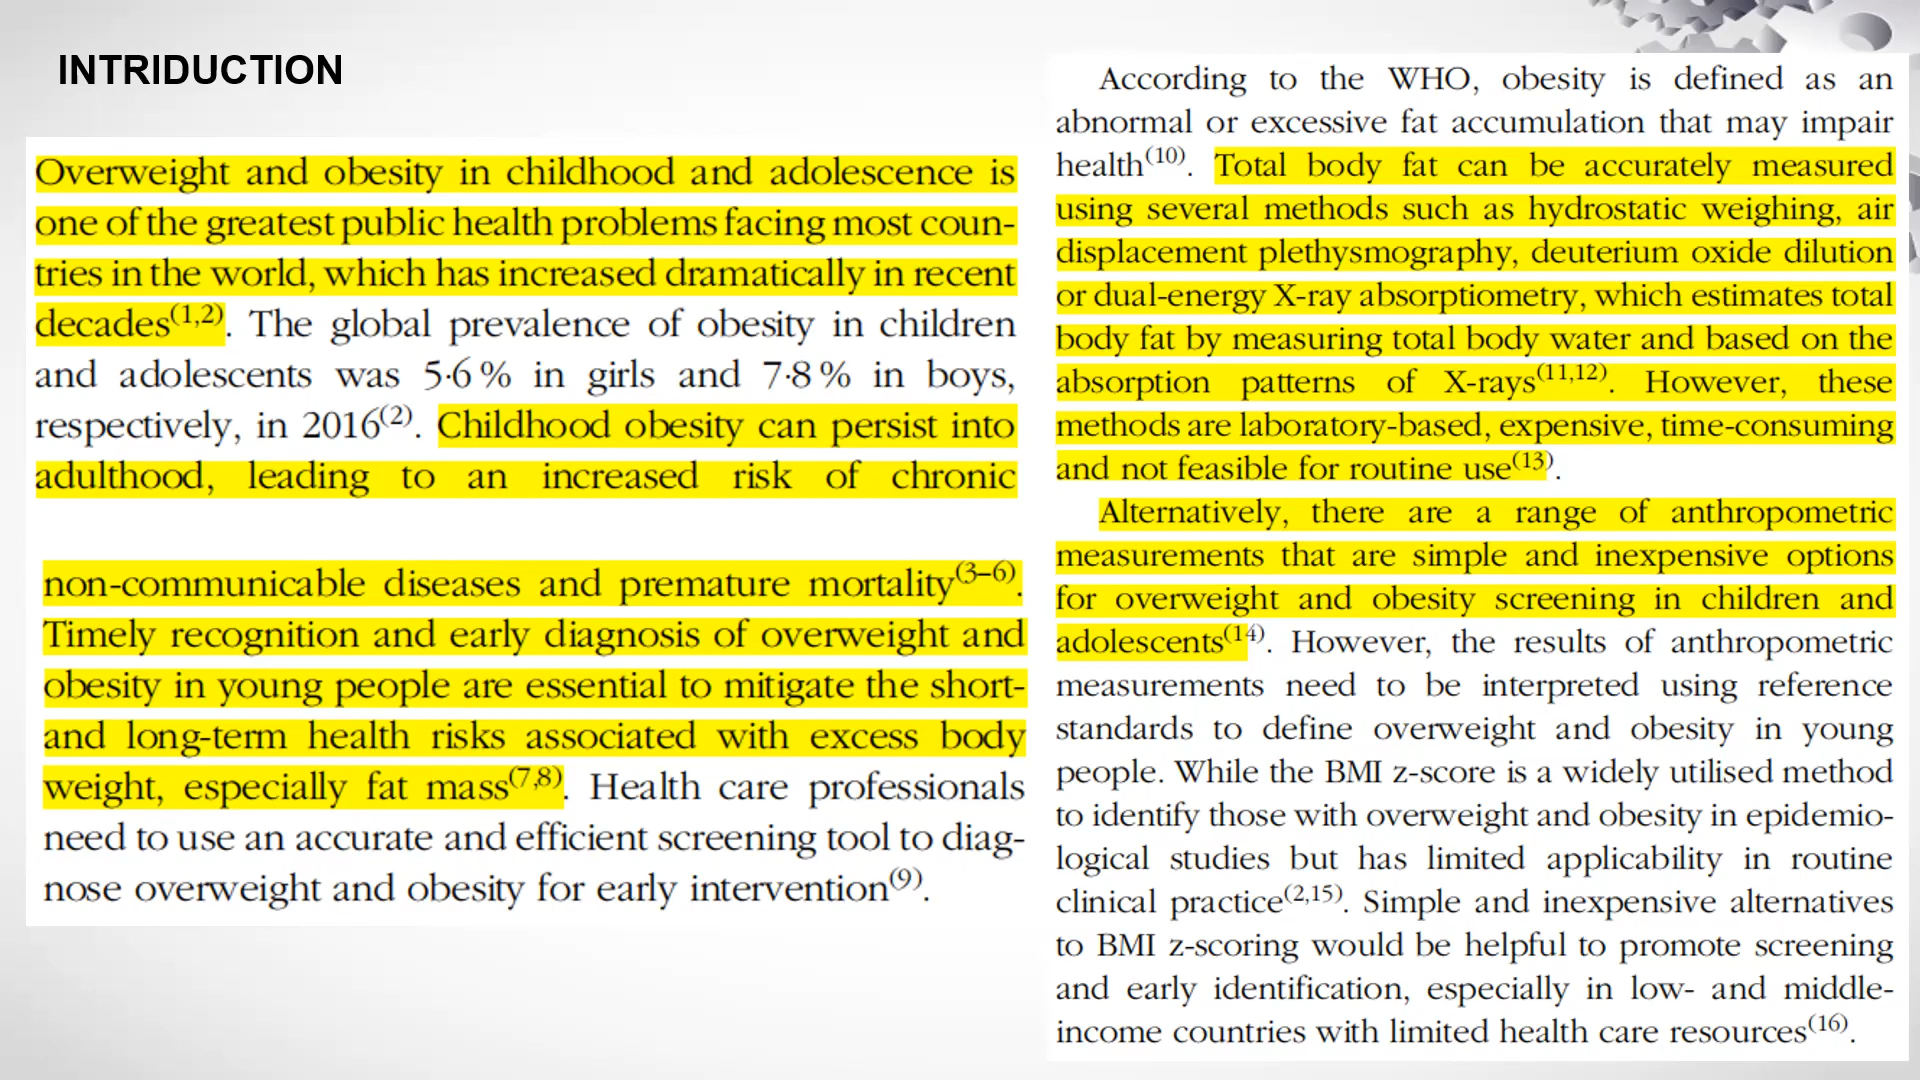 INTRIDUCTION
Overweight and obesity in childhood and adolescence is
one of the greatest public health problems facing most coun-
tries in the world, which has increased dramatically in recent
decades(1,2). The global prevalence of obesity in children
and adolescents was 5·6 % in girls and 7·8 % in boys,
respectively, in 2016(2). Childhood obesity can persist into
adulthood, leading to an increased risk of chronic
non-communicable diseases and premature mortality(3–6).
Timely recognition and early diagnosis of overweight and
obesity in young people are essential to mitigate the short-
and long-term health risks associated with excess body
weight, especially fat mass(7,8). Health care professionals
need to use an accurate and efficient screening tool to diag-
nose overweight and obesity for early intervention(9).
According to the WHO, obesity is defined as an
abnormal or excessive fat accumulation that may impair
health(10). Total body fat can be accurately measured
using several methods such as hydrostatic weighing, air
displacement plethysmography, deuterium oxide dilution
or dual-energy X-ray absorptiometry, which estimates total
body fat by measuring total body water and based on the
absorption patterns of X-rays(11,12). However, these
methods are laboratory-based, expensive, time-consuming
and not feasible for routine use(13).
Alternatively, there are a range of anthropometric
measurements that are simple and inexpensive options
for overweight and obesity screening in children and
adolescents(14). However, the results of anthropometric
measurements need to be interpreted using reference
standards to define overweight and obesity in young
people. While the BMI z-score is a widely utilised method
to identify those with overweight and obesity in epidemio-
logical studies but has limited applicability in routine
clinical practice(2,15). Simple and inexpensive alternatives
to BMI z-scoring would be helpful to promote screening
and early identification, especially in low- and middle-
income countries with limited health care resources(16).